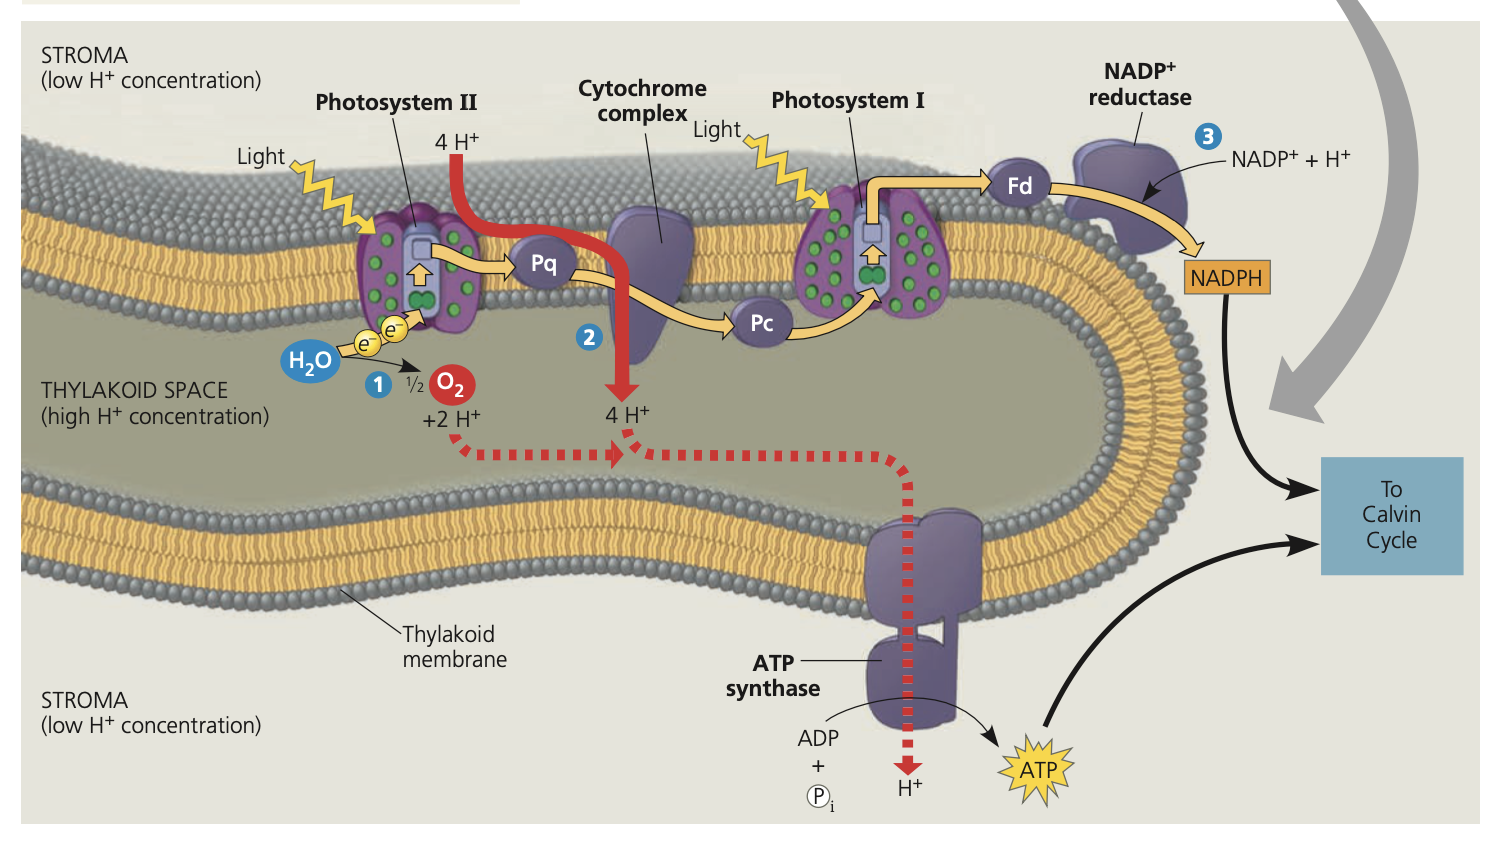 STROMA
(low H⁺ concentration)
Photosystem II
4 H⁺
Light
Cytochrome
complex
Light
Photosystem I
NADP⁺
reductase
3
NADP⁺ + H⁺
Fd
Pq
Pc
NADPH
e⁻
e⁻
H₂O
1
½ O₂
+2 H⁺
2
4 H⁺
THYLAKOID SPACE
(high H⁺ concentration)
To
Calvin
Cycle
Thylakoid
membrane
STROMA
(low H⁺ concentration)
ATP
synthase
ADP
+
Pᵢ
H⁺
ATP